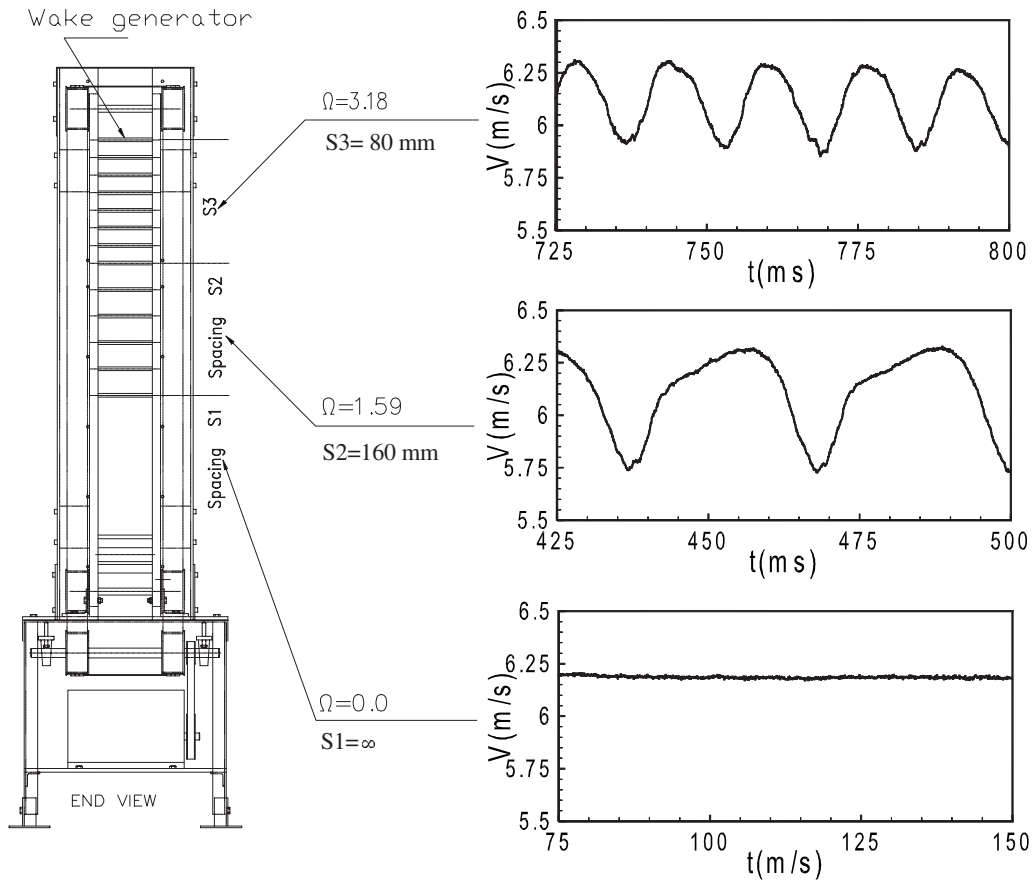 Wake generator
S3
S2
Spacing
S1
Spacing
END VIEW
Ω=3.18
S3= 80 mm
Ω=1.59
S2=160 mm
Ω=0.0
S1=∞
V(m/s)
6.5
6.25
6
5.75
5.5
725 750 775 800
t(ms)
V(m/s)
6.5
6.25
6
5.75
5.5
425 450 475 500
t(ms)
V(m/s)
6.5
6.25
6
5.75
5.5
75 100 125 150
t(m/s)